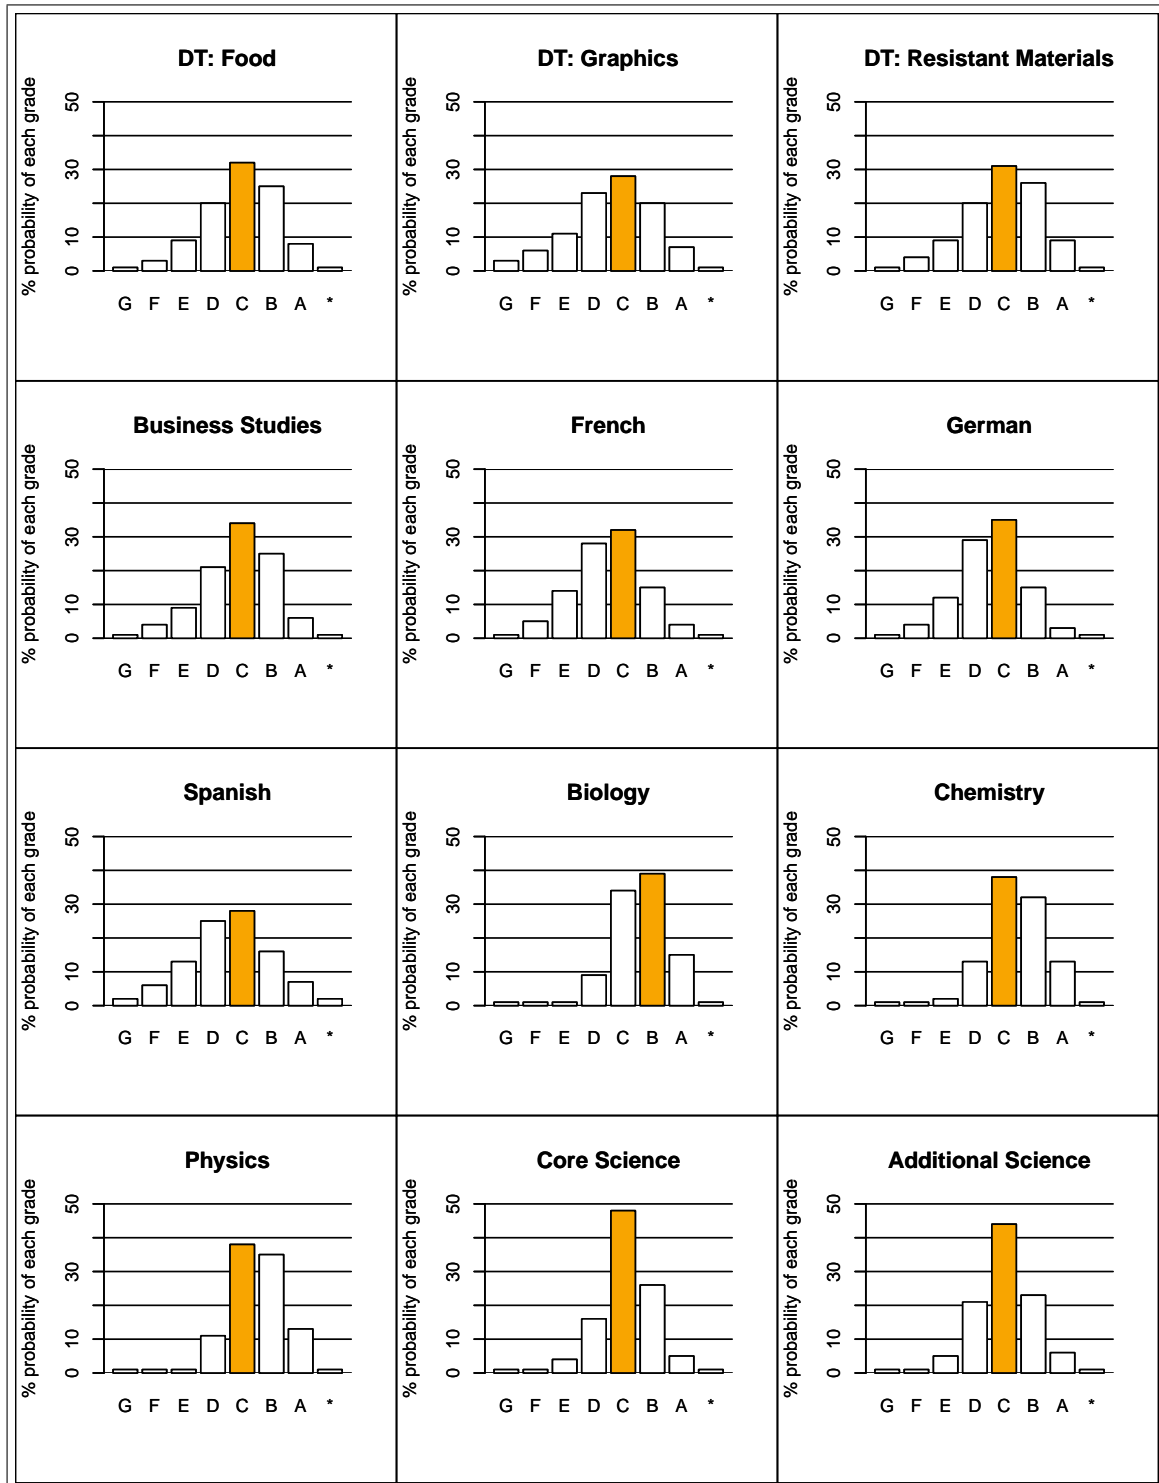 DT: Food
% probability of each grade
0 10 30 50
G F E D C B A *
DT: Graphics
% probability of each grade
0 10 30 50
G F E D C B A *
DT: Resistant Materials
% probability of each grade
0 10 30 50
G F E D C B A *
Business Studies
% probability of each grade
0 10 30 50
G F E D C B A *
French
% probability of each grade
0 10 30 50
G F E D C B A *
German
% probability of each grade
0 10 30 50
G F E D C B A *
Spanish
% probability of each grade
0 10 30 50
G F E D C B A *
Biology
% probability of each grade
0 10 30 50
G F E D C B A *
Chemistry
% probability of each grade
0 10 30 50
G F E D C B A *
Physics
% probability of each grade
0 10 30 50
G F E D C B A *
Core Science
% probability of each grade
0 10 30 50
G F E D C B A *
Additional Science
% probability of each grade
0 10 30 50
G F E D C B A *